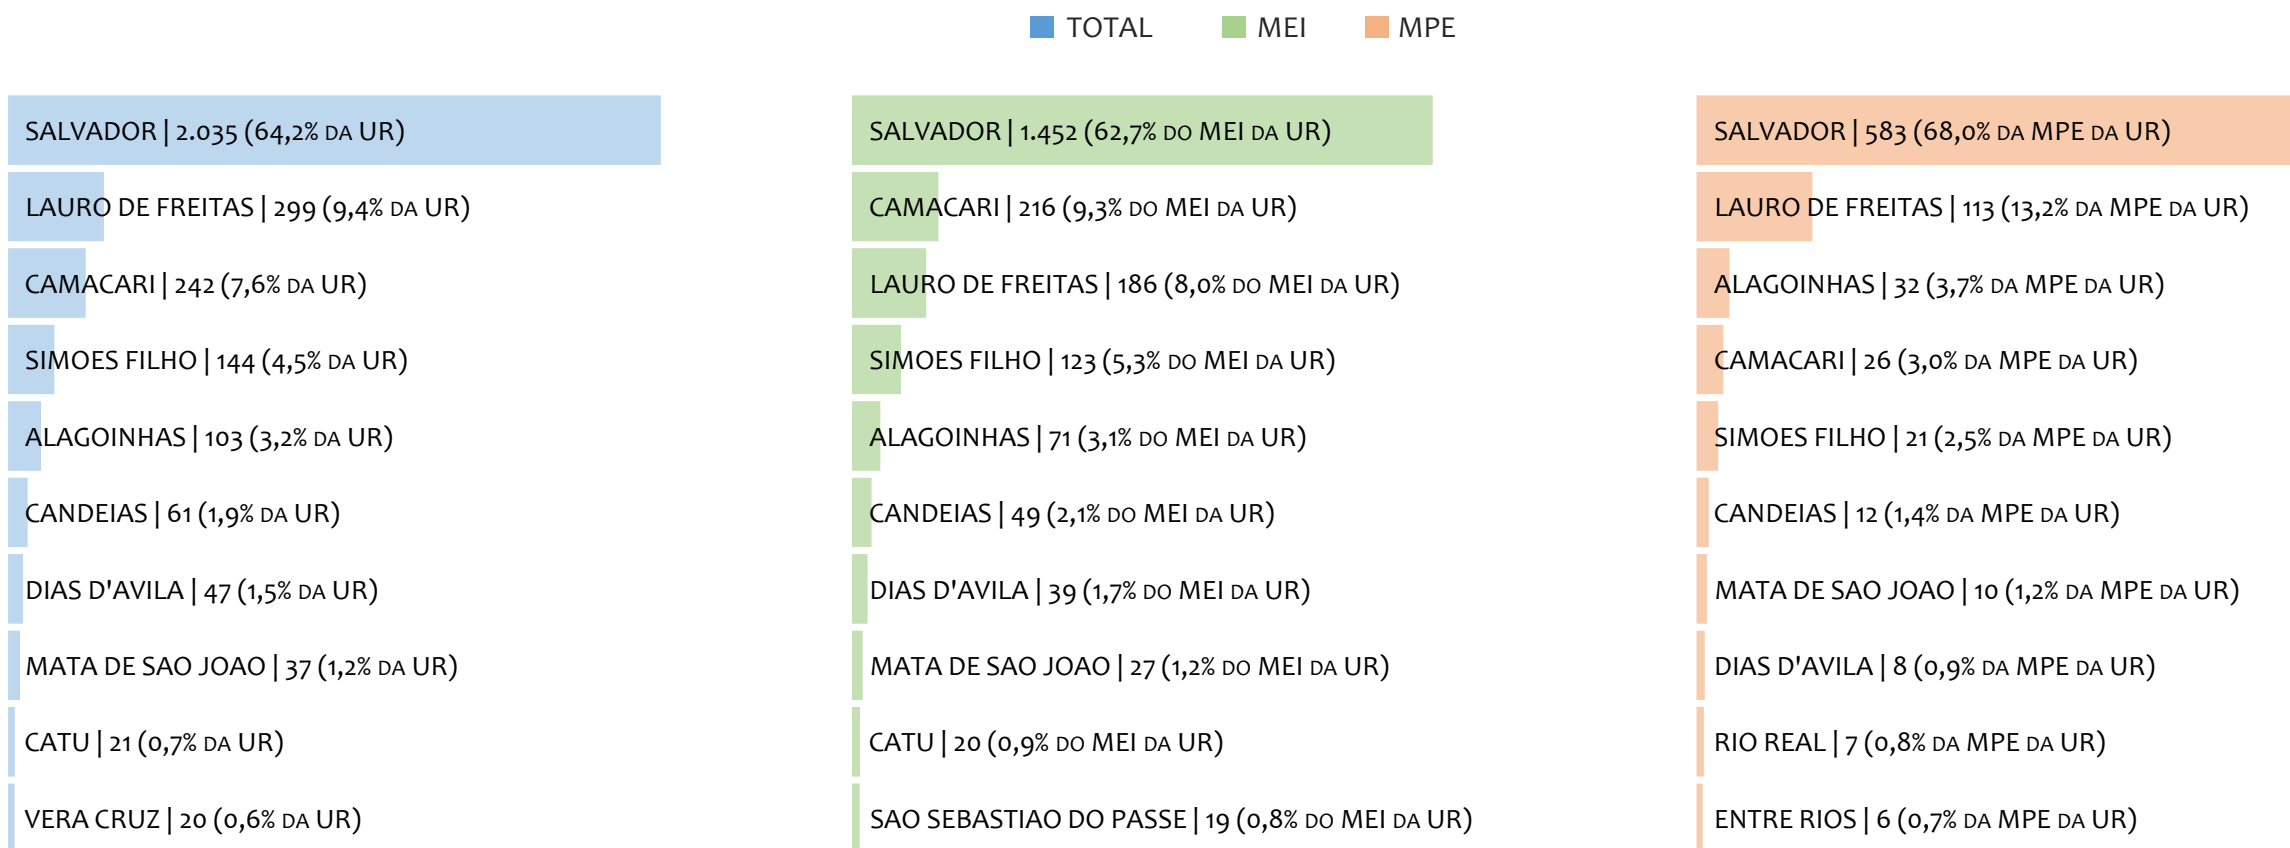 TOTAL MEI MPE
SALVADOR | 2.035 (64,2% DA UR)
LAURO DE FREITAS | 299 (9,4% DA UR)
CAMACARI | 242 (7,6% DA UR)
SIMOES FILHO | 144 (4,5% DA UR)
ALAGOINHAS | 103 (3,2% DA UR)
CANDEIAS | 61 (1,9% DA UR)
DIAS D'AVILA | 47 (1,5% DA UR)
MATA DE SAO JOAO | 37 (1,2% DA UR)
CATU | 21 (0,7% DA UR)
VERA CRUZ | 20 (0,6% DA UR)
SALVADOR | 1.452 (62,7% DO MEI DA UR)
CAMACARI | 216 (9,3% DO MEI DA UR)
LAURO DE FREITAS | 186 (8,0% DO MEI DA UR)
SIMOES FILHO | 123 (5,3% DO MEI DA UR)
ALAGOINHAS | 71 (3,1% DO MEI DA UR)
CANDEIAS | 49 (2,1% DO MEI DA UR)
DIAS D'AVILA | 39 (1,7% DO MEI DA UR)
MATA DE SAO JOAO | 27 (1,2% DO MEI DA UR)
CATU | 20 (0,9% DO MEI DA UR)
SAO SEBASTIAO DO PASSE | 19 (0,8% DO MEI DA UR)
SALVADOR | 583 (68,0% DA MPE DA UR)
LAURO DE FREITAS | 113 (13,2% DA MPE DA UR)
ALAGOINHAS | 32 (3,7% DA MPE DA UR)
CAMACARI | 26 (3,0% DA MPE DA UR)
SIMOES FILHO | 21 (2,5% DA MPE DA UR)
CANDEIAS | 12 (1,4% DA MPE DA UR)
MATA DE SAO JOAO | 10 (1,2% DA MPE DA UR)
DIAS D'AVILA | 8 (0,9% DA MPE DA UR)
RIO REAL | 7 (0,8% DA MPE DA UR)
ENTRE RIOS | 6 (0,7% DA MPE DA UR)